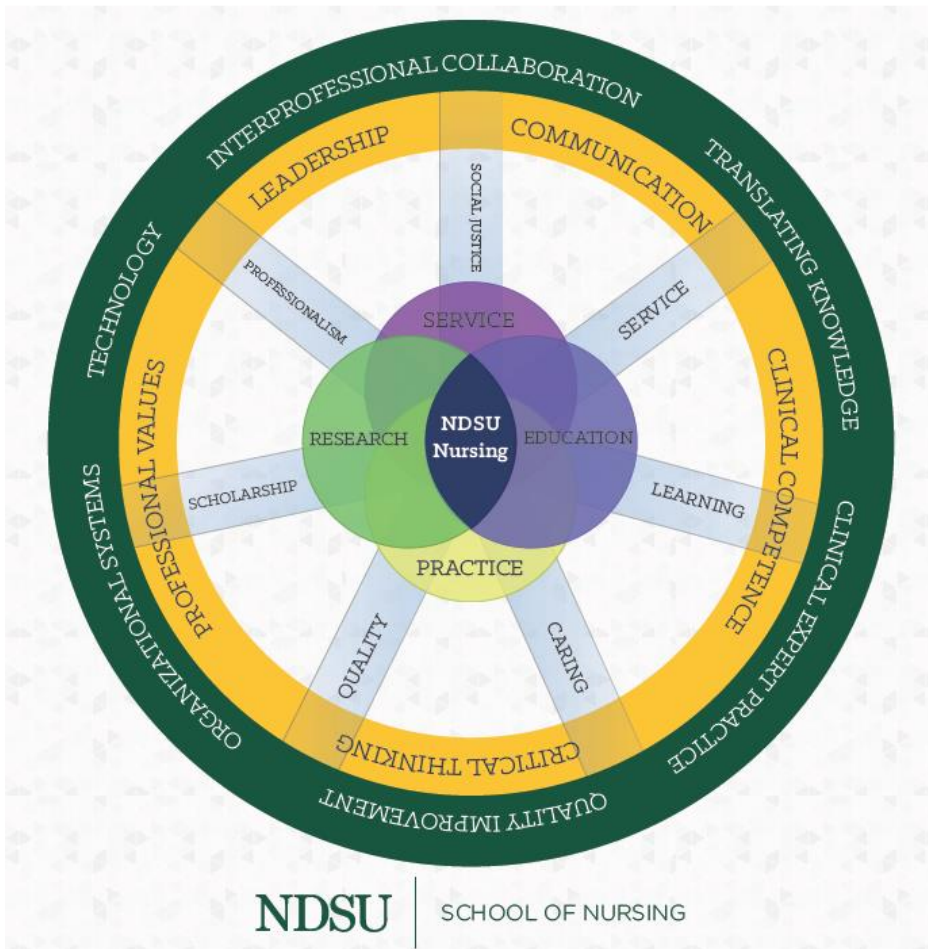 INTERPROFESSIONAL COLLABORATION
TRANSLATING KNOWLEDGE
CLINICAL EXPERT PRACTICE
QUALITY IMPROVEMENT
ORGANIZATIONAL SYSTEMS
TECHNOLOGY
LEADERSHIP
COMMUNICATION
CLINICAL COMPETENCE
CRITICAL THINKING
PROFESSIONAL VALUES
SOCIAL JUSTICE
SERVICE
LEARNING
CARING
QUALITY
SCHOLARSHIP
PROFESSIONALISM
SERVICE
RESEARCH
NDSU
Nursing
EDUCATION
PRACTICE
NDSU
SCHOOL OF NURSING